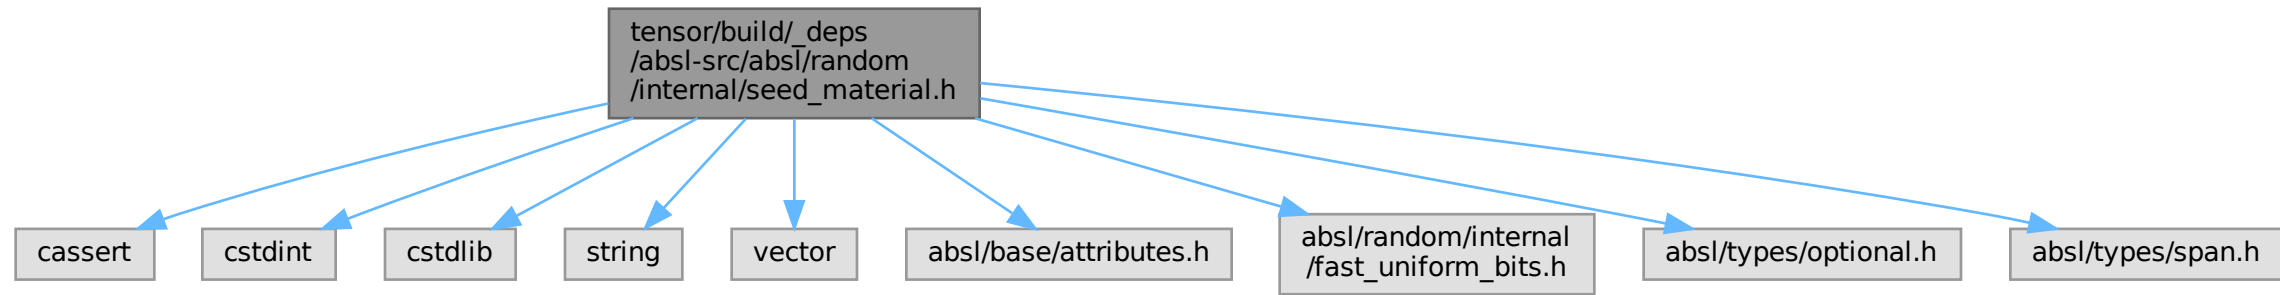 tensor/build/_deps
/absl-src/absl/random
/internal/seed_material.h
cassert
cstdint
cstdlib
string
vector
absl/base/attributes.h
absl/random/internal
/fast_uniform_bits.h
absl/types/optional.h
absl/types/span.h